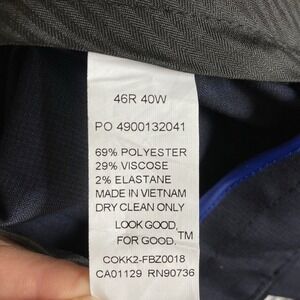 46R 40W
PO 4900132041
69% POLYESTER
29% VISCOSE
2% ELASTANE
MADE IN VIETNAM
DRY CLEAN ONLY
LOOK GOOD,
FOR GOOD.™
COKK2-FBZ0018
CA01129 RN90736